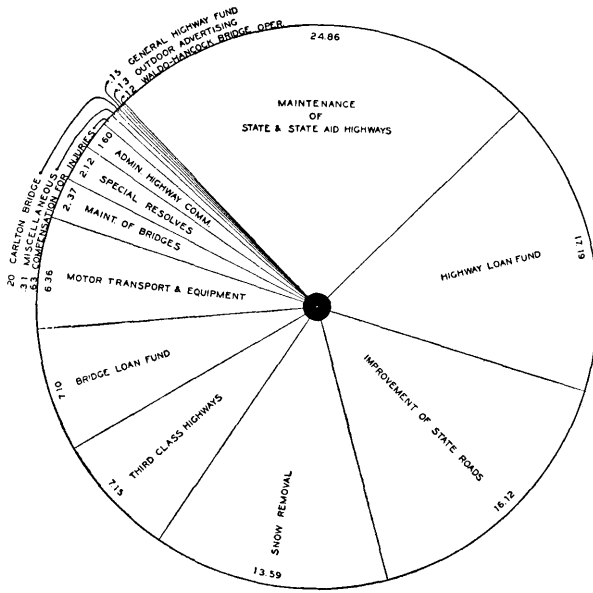 .15 GENERAL HIGHWAY FUND
.13 OUTDOOR ADVERTISING
.12 WALDO-HANCOCK BRIDGE OPER.
24.86
MAINTENANCE
OF
STATE & STATE AID HIGHWAYS
17.19
HIGHWAY LOAN FUND
IMPROVEMENT OF STATE ROADS
16.12
SNOW REMOVAL
13.59
THIRD CLASS HIGHWAYS
7.15
BRIDGE LOAN FUND
7.10
MOTOR TRANSPORT & EQUIPMENT
6.36
MAINT. OF BRIDGES
2.37
SPECIAL RESOLVES
2.12
ADMIN. HIGHWAY COMM.
1.60
.63 COMPENSATION FOR INJURIES
.31 MISCELLANEOUS
.20 CARLTON BRIDGE